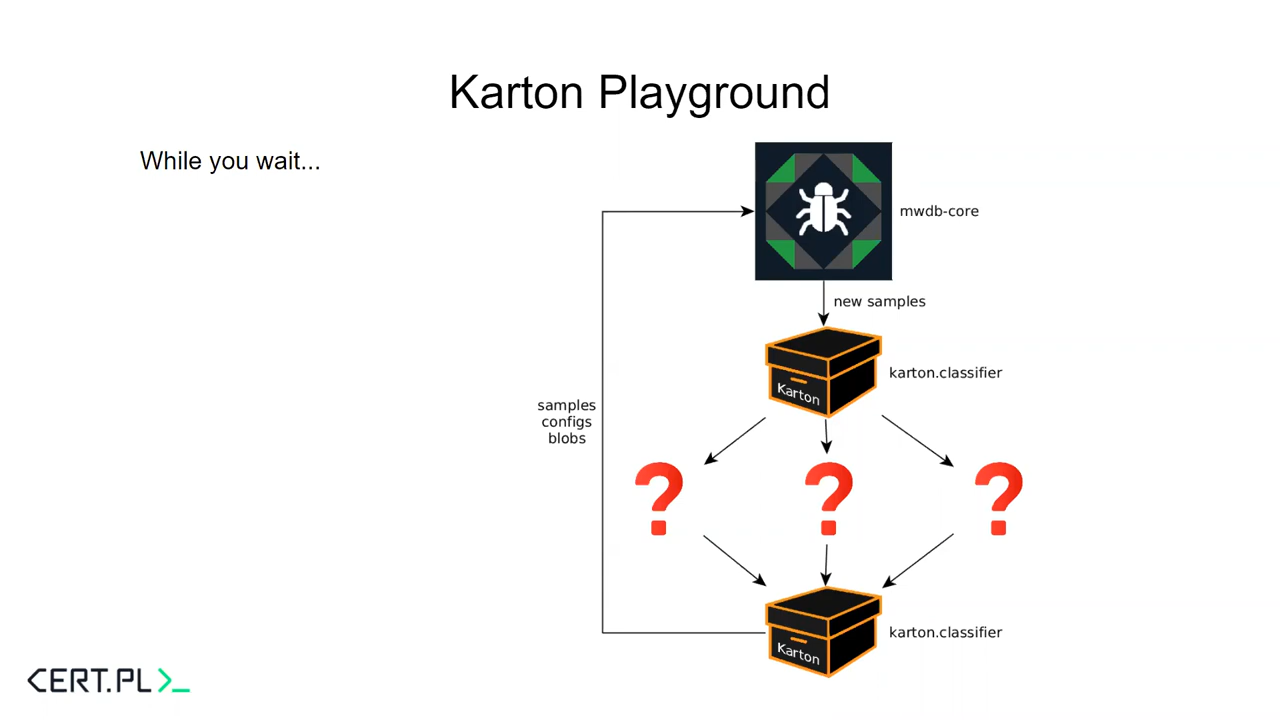 Karton Playground
While you wait...
mwdb-core
new samples
Karton
karton.classifier
samples
configs
blobs
?
?
?
Karton
karton.classifier
CERT.PL>_